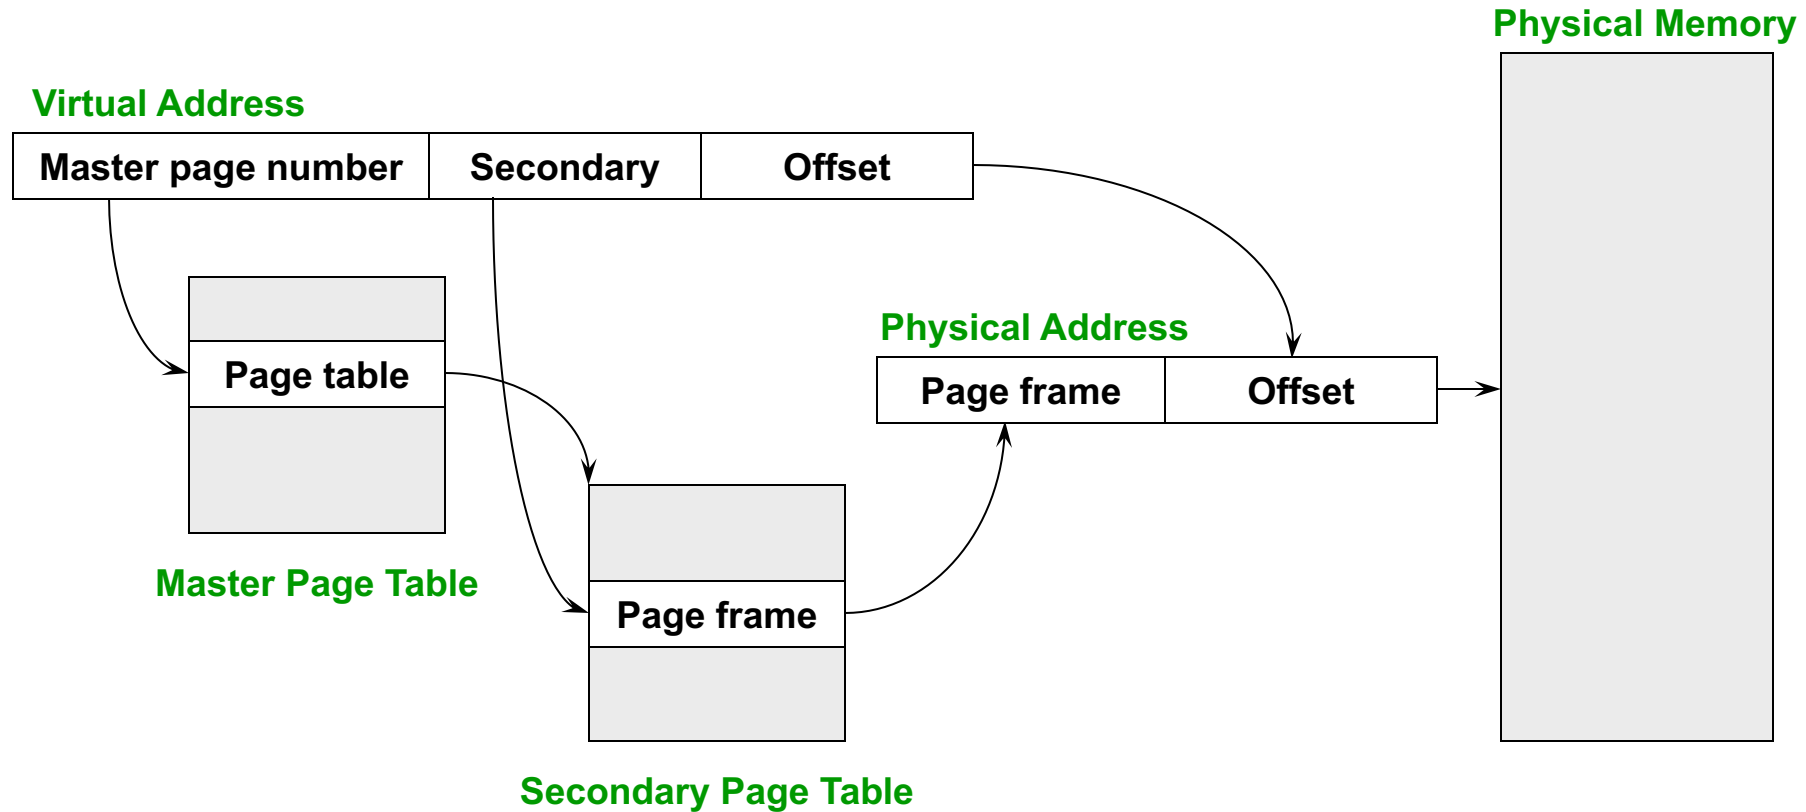 Physical Memory
Virtual Address
Master page number
Secondary
Offset
Physical Address
Page table
Page frame
Offset
Master Page Table
Page frame
Secondary Page Table